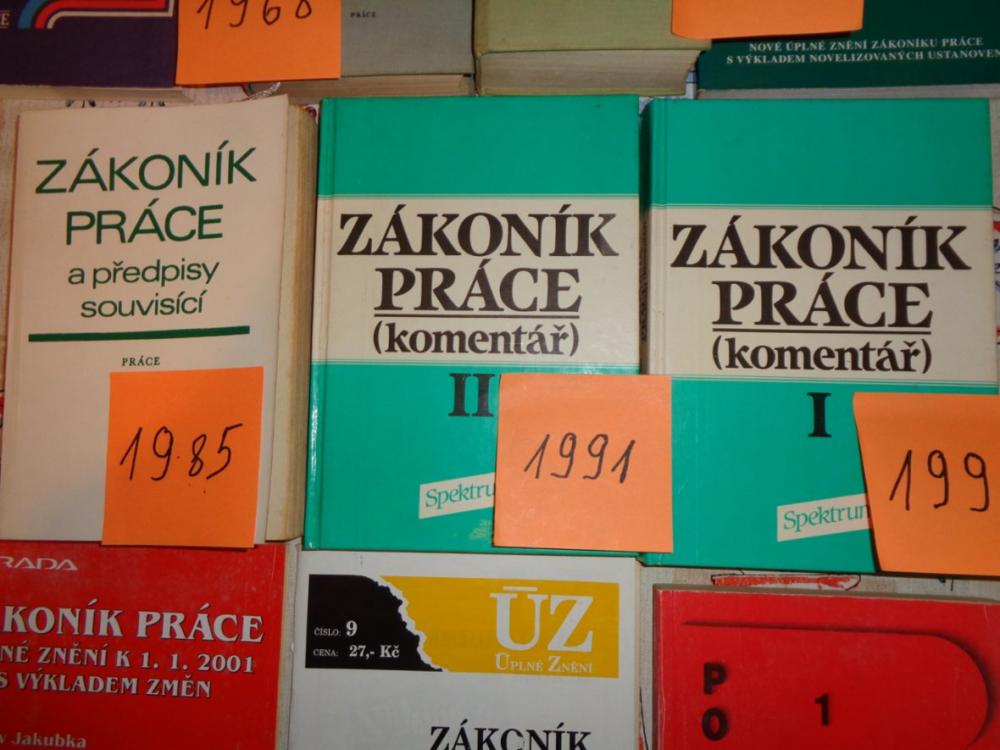 1968
PRÁCE
NOVÉ ÚPLNÉ ZNĚNÍ ZÁKONÍKU PRÁCE
S VÝKLADEM NOVELIZOVANÝCH USTANOVEN
ZÁKONÍK
PRÁCE
a předpisy
souvisící
PRÁCE
1985
ZÁKONÍK
PRÁCE
(komentář)
II
1991
Spektru
ZÁKONÍK
PRÁCE
(komentář)
I
199
Spektrum
RADA
KONÍK PRÁCE
NÉ ZNĚNÍ K 1. 1. 2001
S VÝKLADEM ZMĚN
v Jakubka
ČÍSLO: 9
CENA: 27,- Kč
ÚZ
ÚPLNÉ ZNĚNÍ
ZÁKONÍK
P
O
1